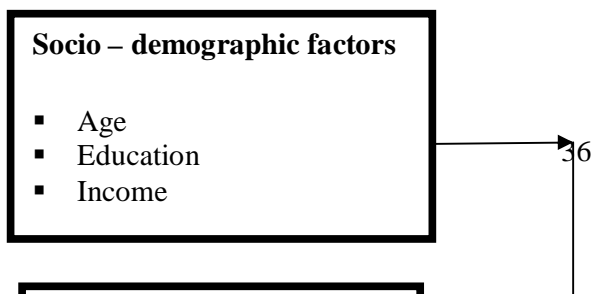 Socio – demographic factors
▪ Age
▪ Education
36
▪ Income